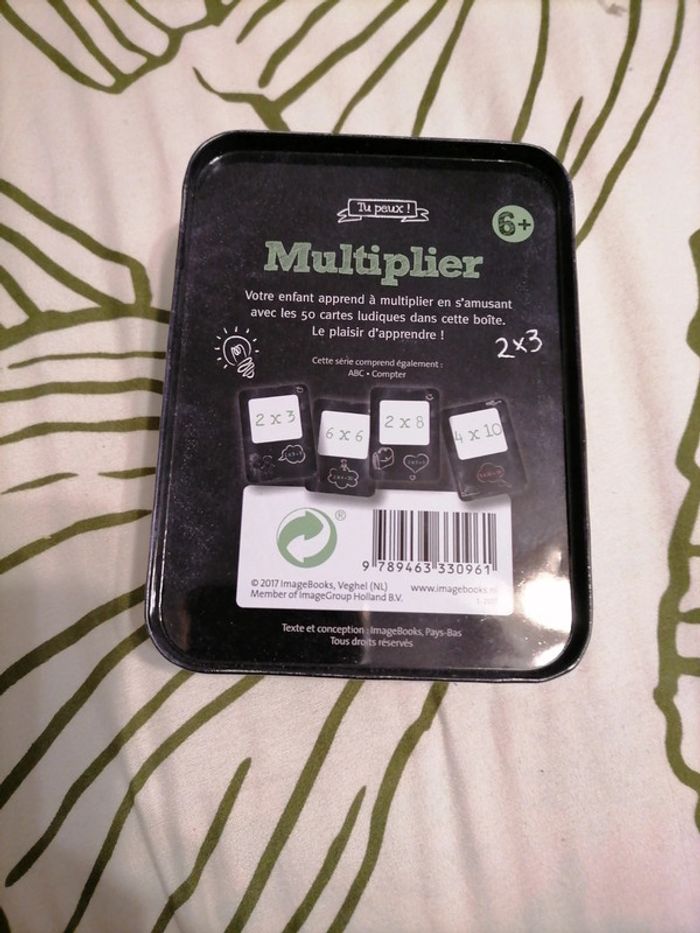 Tu peux !
6+
Multiplier
Votre enfant apprend à multiplier en s'amusant
avec les 50 cartes ludiques dans cette boîte.
Le plaisir d'apprendre !
2x3
Cette série comprend également :
ABC • Compter
2 x 3
6 x 6
2 x 8
4 x 10
®
9 789463 330961
© 2017 ImageBooks, Veghel (NL)
www.imagebooks.nl
Member of ImageGroup Holland B.V.
Texte et conception : ImageBooks, Pays-Bas
Tous droits réservés